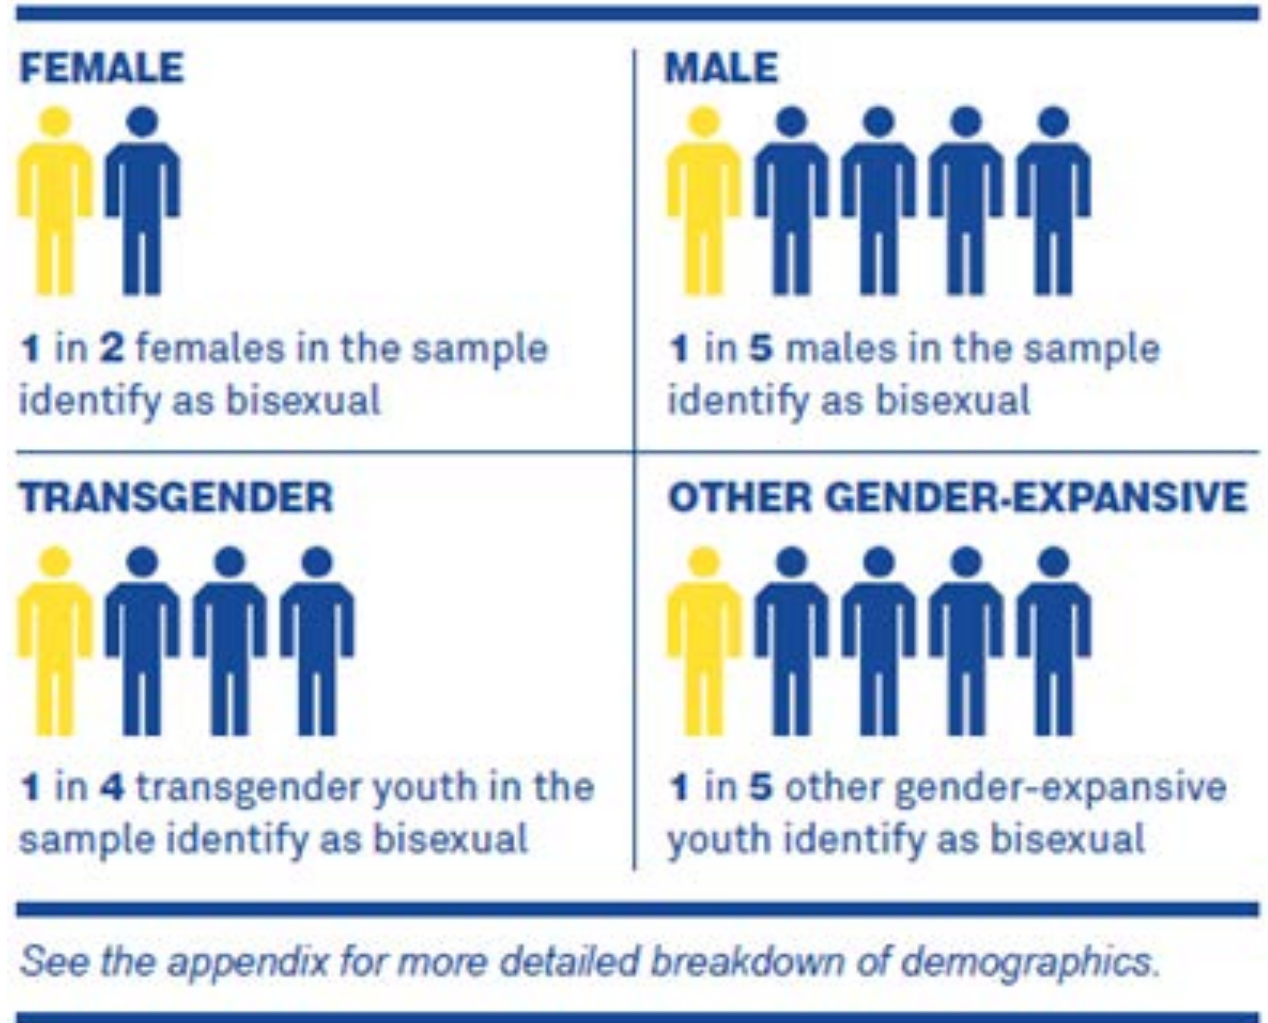 FEMALE
1 in 2 females in the sample
identify as bisexual
MALE
1 in 5 males in the sample
identify as bisexual
TRANSGENDER
1 in 4 transgender youth in the
sample identify as bisexual
OTHER GENDER-EXPANSIVE
1 in 5 other gender-expansive
youth identify as bisexual
See the appendix for more detailed breakdown of demographics.